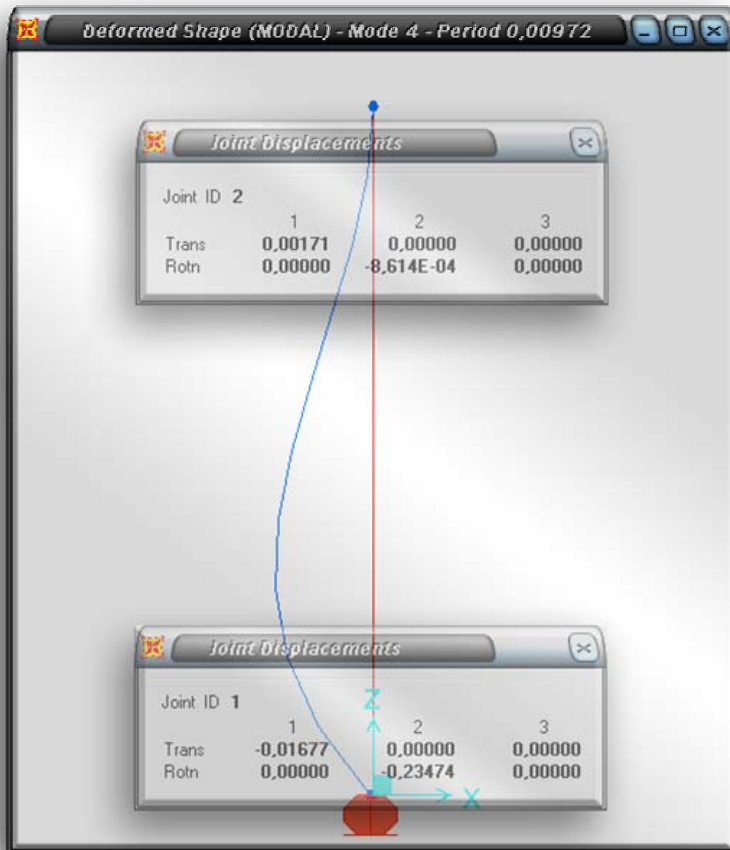 Deformed Shape (MODAL) - Mode 4 - Period 0,00972
Joint Displacements
Joint ID 2
1 2 3
Trans 0,00171 0,00000 0,00000
Rotn 0,00000 -8,614E-04 0,00000
Joint Displacements
Joint ID 1
1 2 3
Trans -0,01677 0,00000 0,00000
Rotn 0,00000 -0,23474 0,00000
Z
X